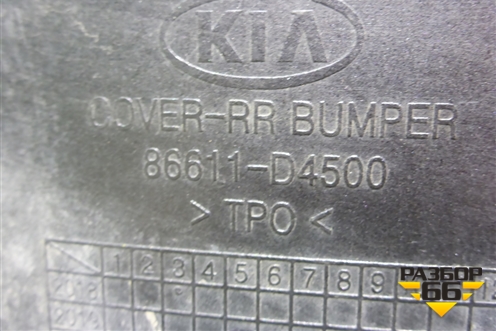 KIA
COVER-RR BUMPER
86611-D4500
> TPO <
1 2 3 4 5 6 7 8 9
РАЗБОР
66